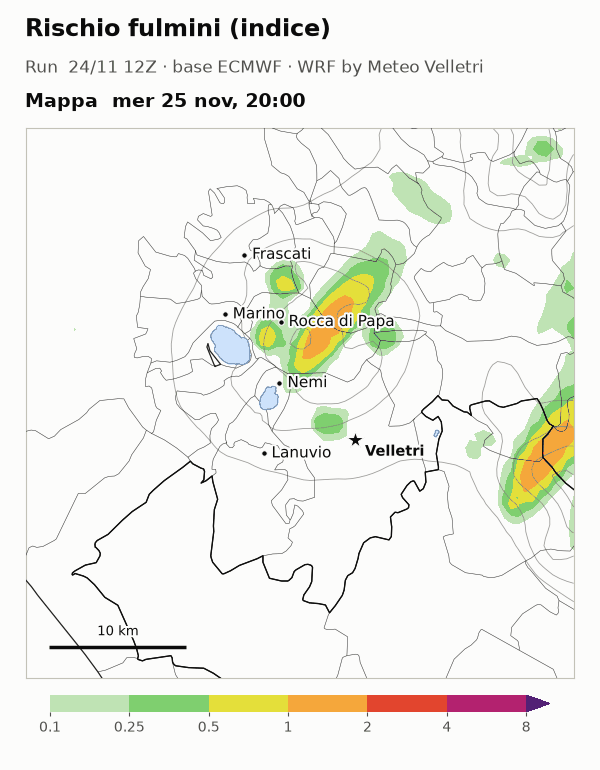 Rischio fulmini (indice)
Run  24/11 12Z · base ECMWF · WRF by Meteo Velletri
Mappa  mer 25 nov, 20:00
Frascati
Marino
Rocca di Papa
Nemi
Velletri
Lanuvio
10 km
0.1 0.25 0.5 1 2 4 8